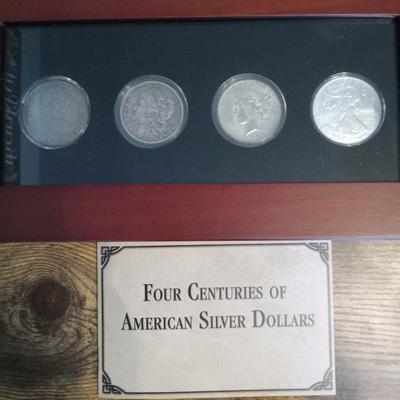 FOUR CENTURIES OF
AMERICAN SILVER DOLLARS